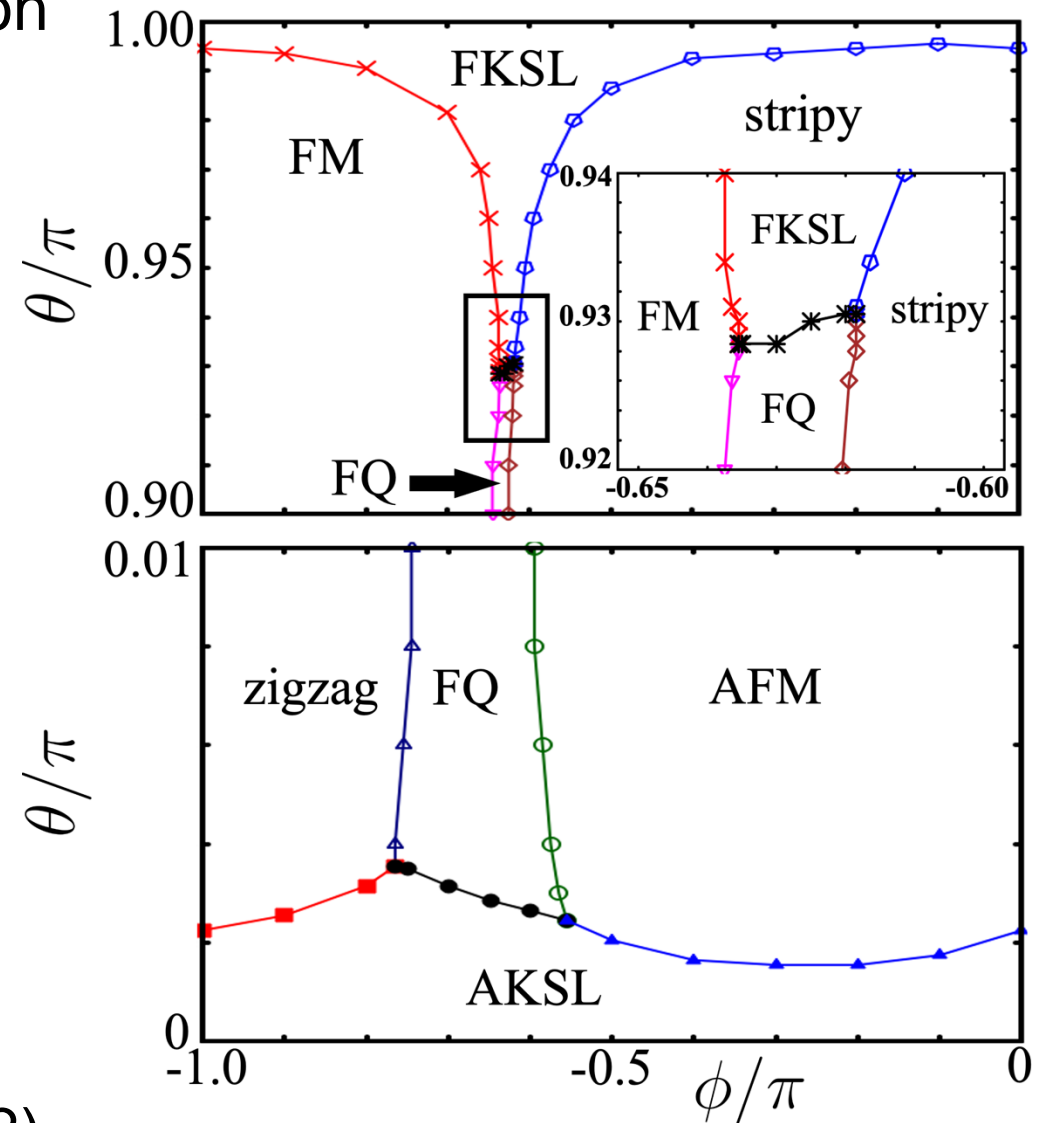 on
1.00
FKSL
stripy
FM
0.94
FKSL
θ/π
0.95
0.93
FM
stripy
FQ
0.92
FQ
-0.65
-0.60
0.90
0.01
zigzag
FQ
AFM
θ/π
AKSL
0
-1.0
-0.5
0
ϕ/π